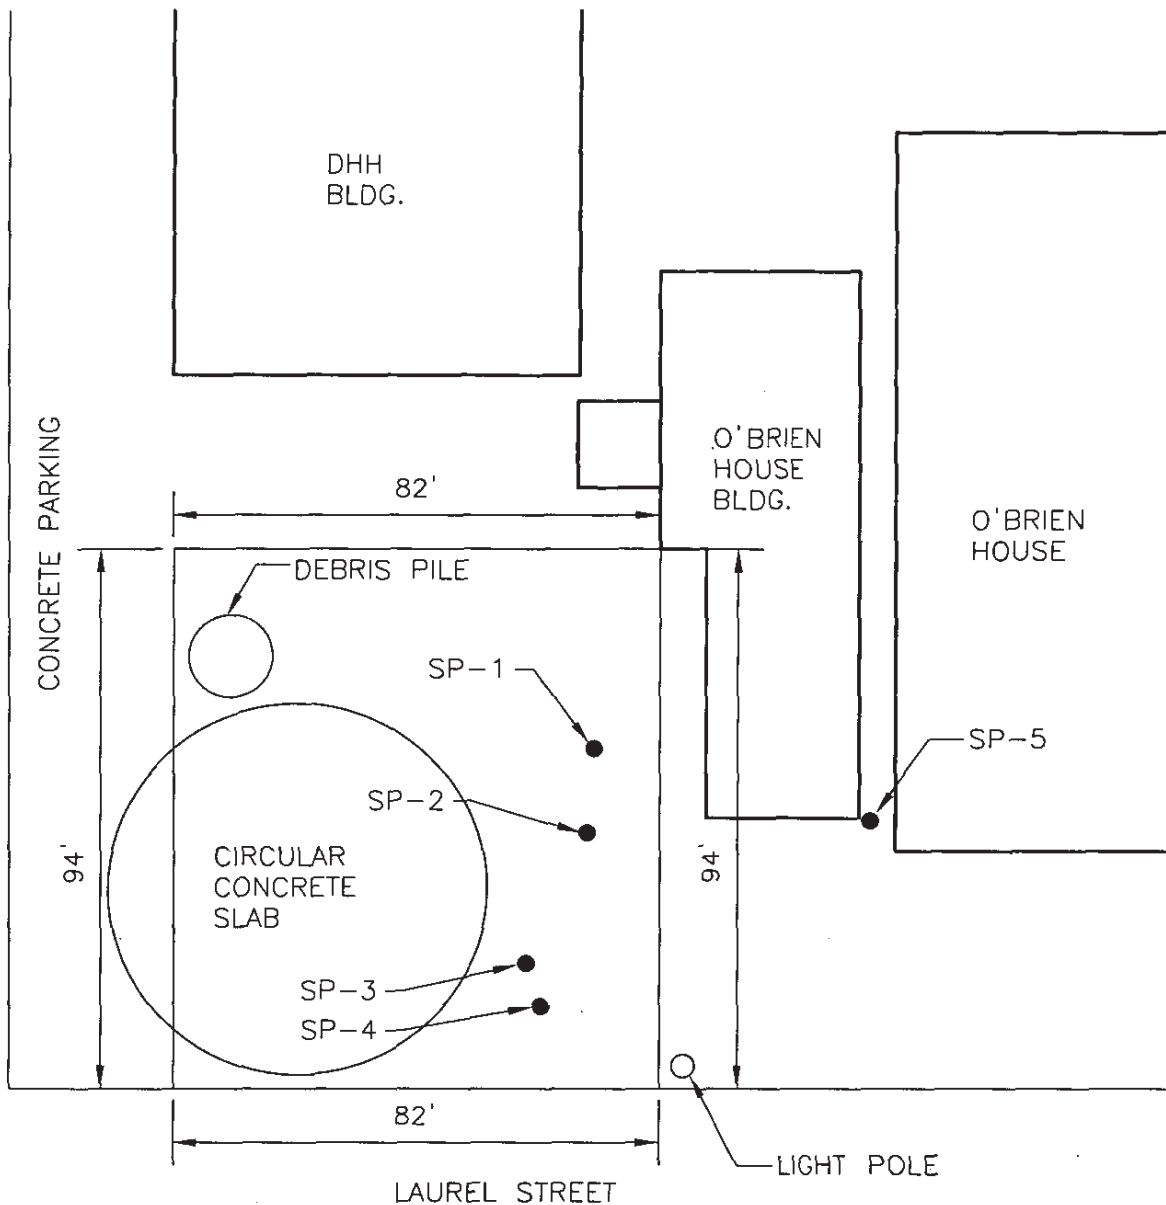 DHH
BLDG.
CONCRETE PARKING
O'BRIEN
HOUSE
BLDG.
82'
O'BRIEN
HOUSE
DEBRIS PILE
SP-1
SP-5
SP-2
94'
CIRCULAR
CONCRETE
SLAB
94'
SP-3
SP-4
82'
LIGHT POLE
LAUREL STREET